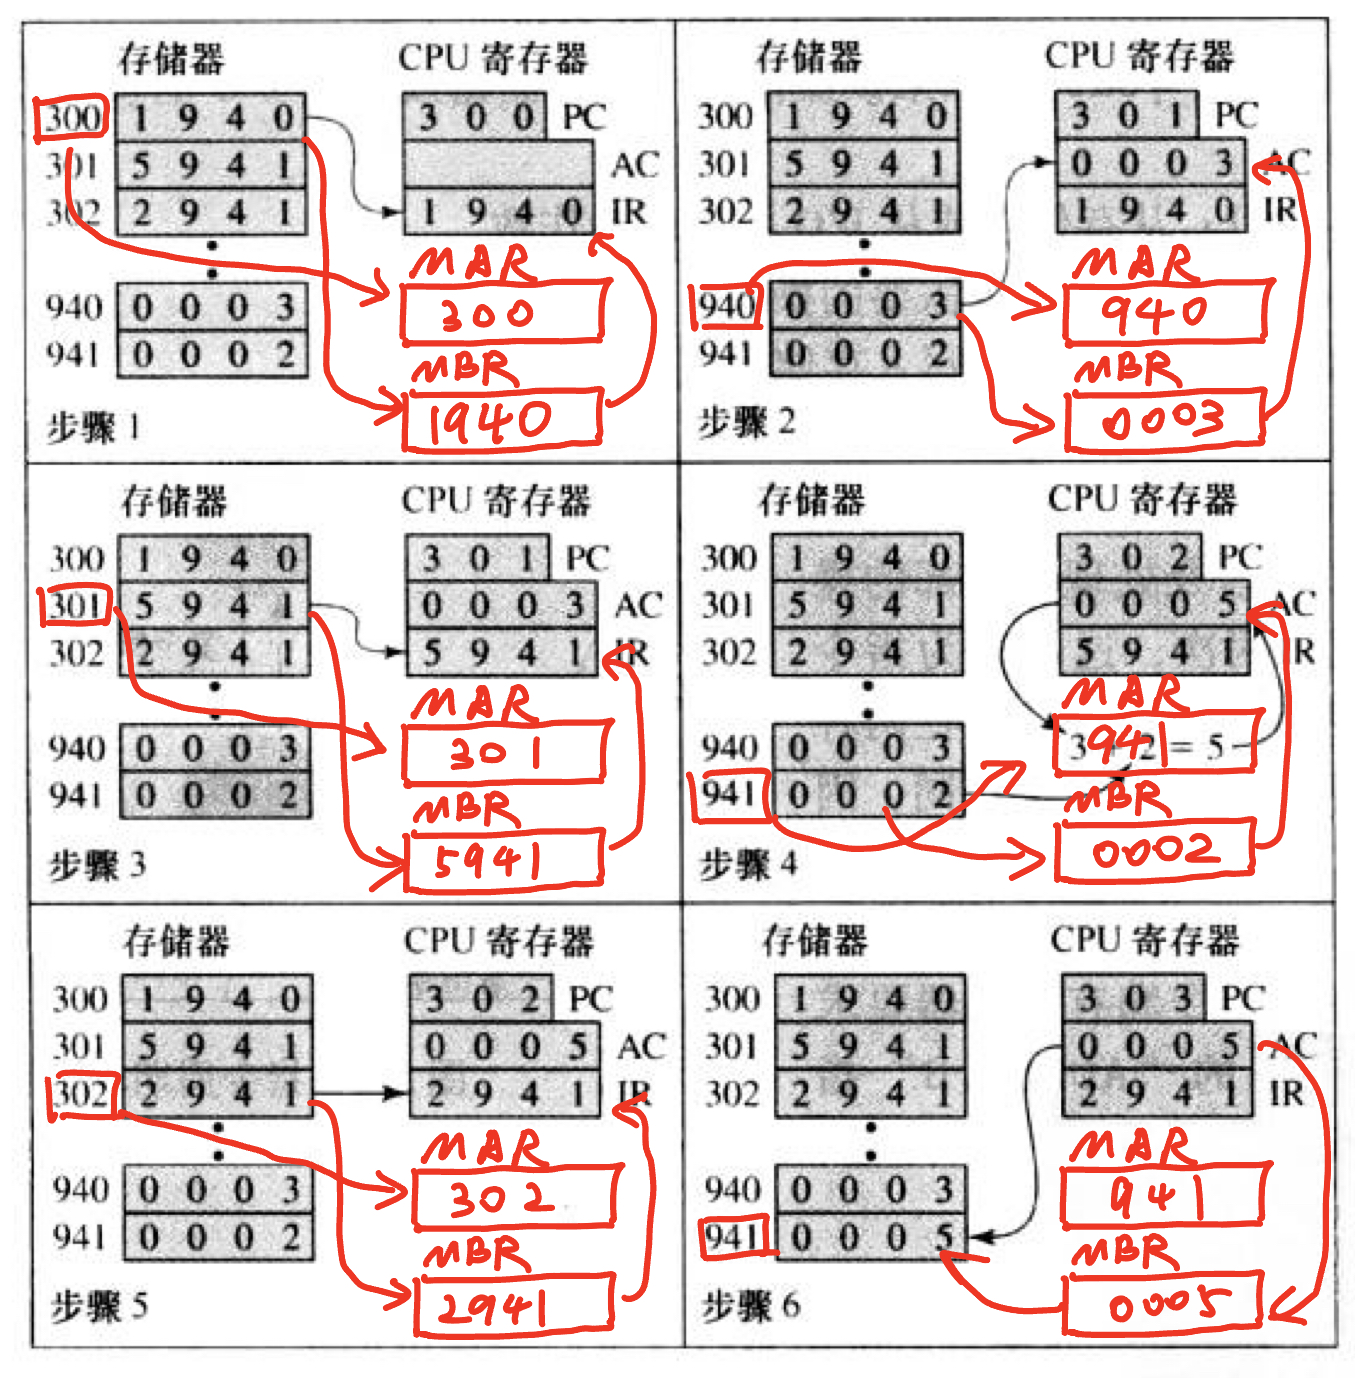 存储器 CPU 寄存器
300 1 9 4 0 3 0 0 PC
301 5 9 4 1 AC
302 2 9 4 1 1 9 4 0 IR
MAR
940 0 0 0 3 300
MBR
941 0 0 0 2
1940
步骤 1
存储器 CPU 寄存器
300 1 9 4 0 3 0 1 PC
301 5 9 4 1 0 0 0 3 AC
302 2 9 4 1 1 9 4 0 IR
MAR
940 0 0 0 3 940
MBR
941 0 0 0 2
0003
步骤 2
存储器 CPU 寄存器
300 1 9 4 0 3 0 1 PC
301 5 9 4 1 0 0 0 3 AC
302 2 9 4 1 5 9 4 1 IR
MAR
940 0 0 0 3 301
941 0 0 0 2 MBR
5941
步骤 3
存储器 CPU 寄存器
300 1 9 4 0 3 0 2 PC
301 5 9 4 1 0 0 0 5 AC
302 2 9 4 1 5 9 4 1 IR
MAR
940 0 0 0 3 3 + 2 = 5
941
941 0 0 0 2 MBR
0002
步骤 4
存储器 CPU 寄存器
300 1 9 4 0 3 0 2 PC
301 5 9 4 1 0 0 0 5 AC
302 2 9 4 1 2 9 4 1 IR
MAR
940 0 0 0 3 302
941 0 0 0 2 MBR
2941
步骤 5
存储器 CPU 寄存器
300 1 9 4 0 3 0 3 PC
301 5 9 4 1 0 0 0 5 AC
302 2 9 4 1 2 9 4 1 IR
MAR
940 0 0 0 3 941
941 0 0 0 5 MBR
0005
步骤 6